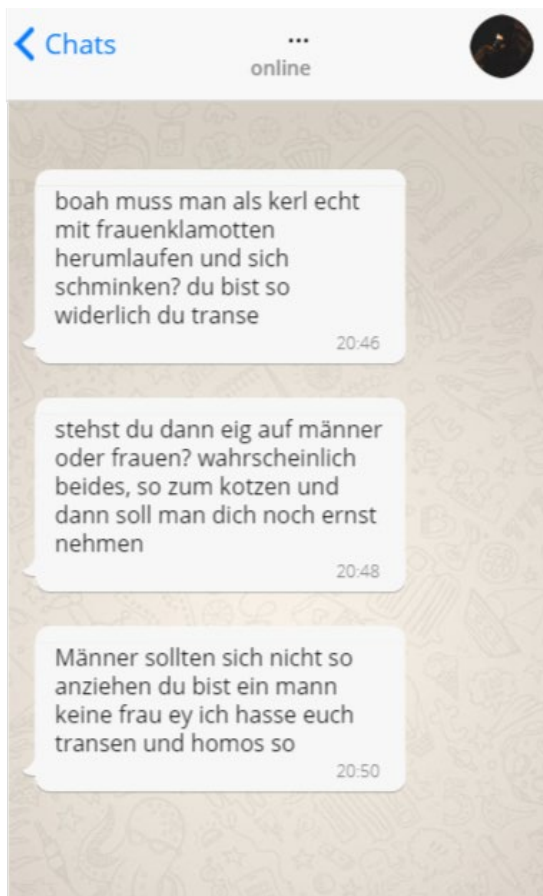 Chats
...
online
boah muss man als kerl echt
mit frauenklamotten
herumlaufen und sich
schminken? du bist so
widerlich du transe
20:46
stehst du dann eig auf männer
oder frauen? wahrscheinlich
beides, so zum kotzen und
dann soll man dich noch ernst
nehmen
20:48
Männer sollten sich nicht so
anziehen du bist ein mann
keine frau ey ich hasse euch
transen und homos so
20:50